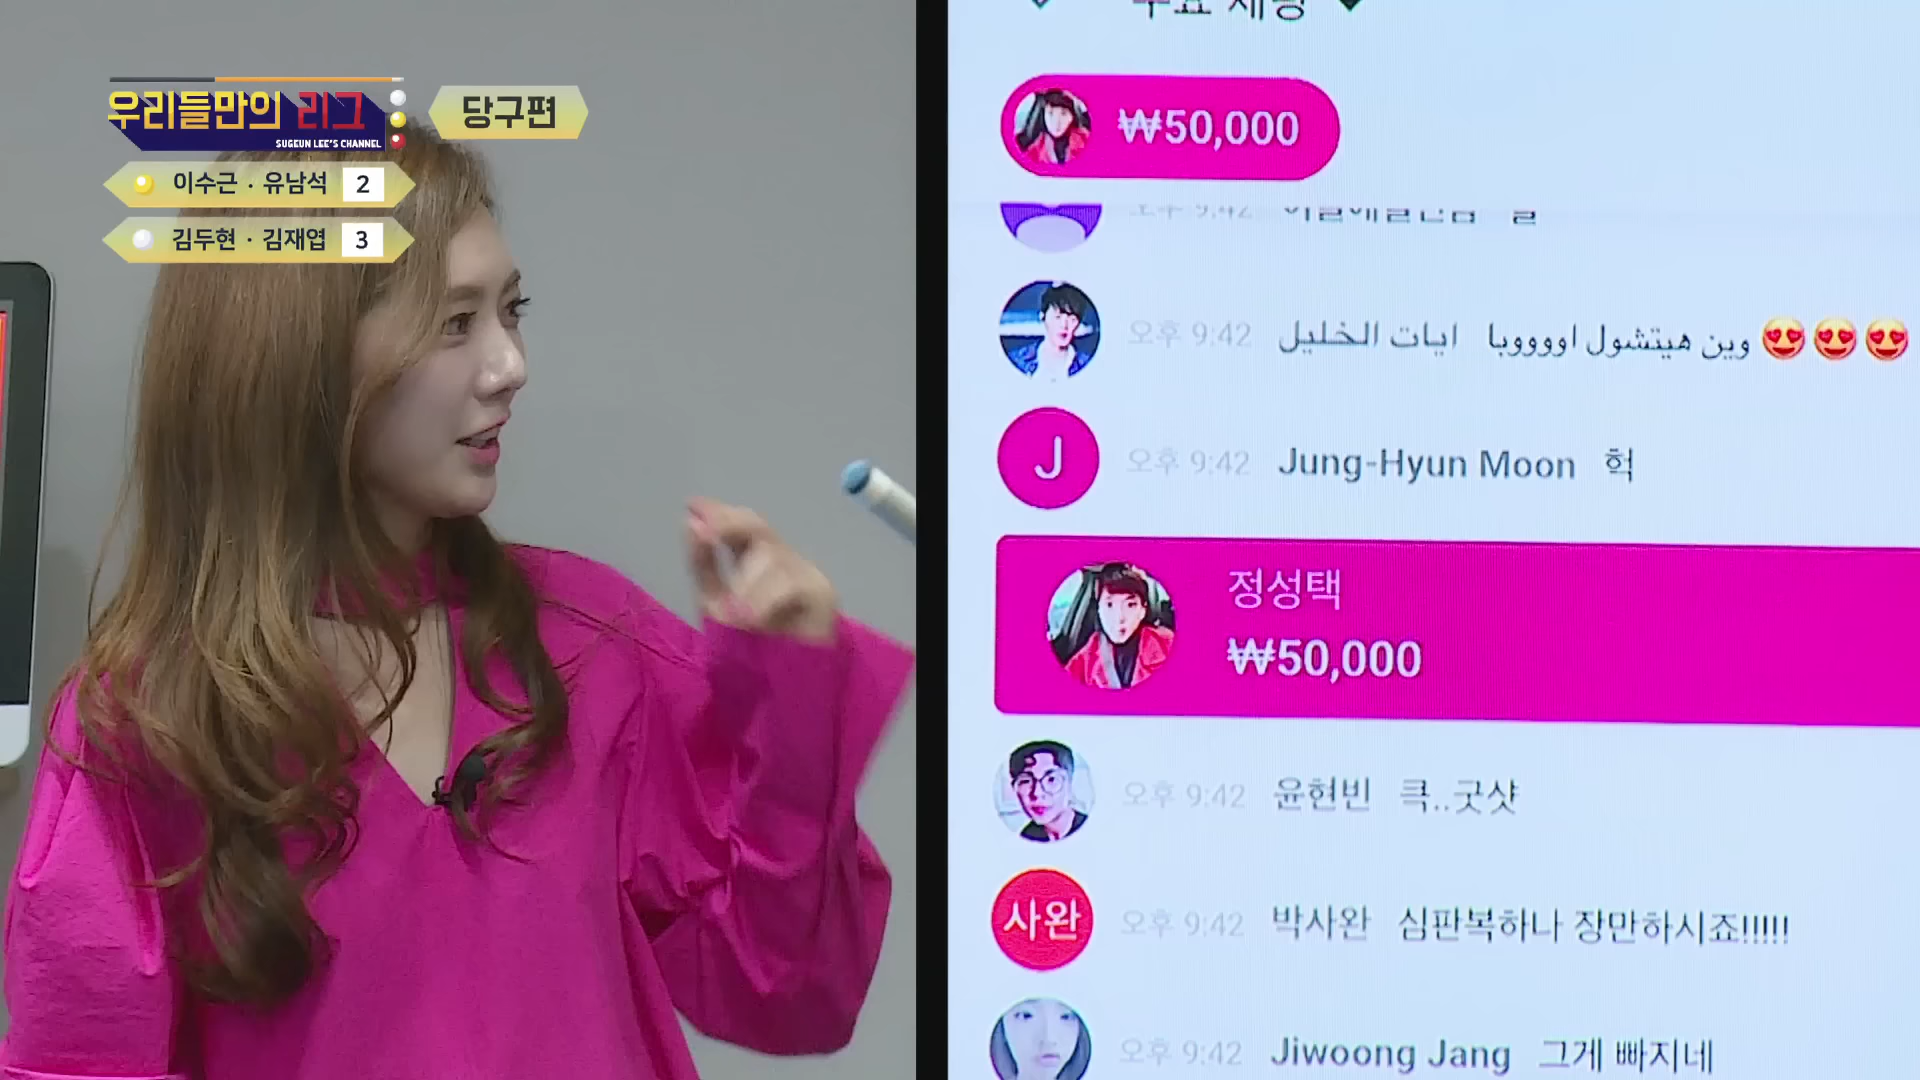 우리들만의 리그
SUGEUN LEE'S CHANNEL
당구편
이수근 · 유남석 2
김두현 · 김재엽 3
₩50,000
오후 9:42 ايات الخليل وين هيتشول اوووبا 😍😍😍
J 오후 9:42 Jung-Hyun Moon 헉
정성택
₩50,000
오후 9:42 윤현빈 큭..굿샷
사완 오후 9:42 박사완 심판복하나 장만하시죠!!!!!
오후 9:42 Jiwoong Jang 그게 빠지네